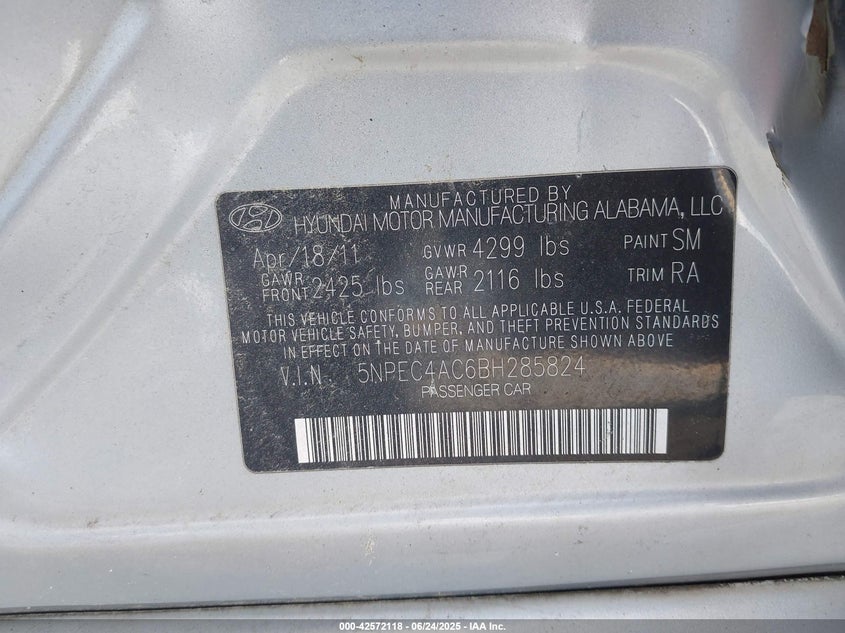 MANUFACTURED BY
HYUNDAI MOTOR MANUFACTURING ALABAMA, LLC
Apr/18/11 GVWR 4299 lbs PAINT SM
GAWR FRONT 2425 lbs GAWR REAR 2116 lbs TRIM RA
THIS VEHICLE CONFORMS TO ALL APPLICABLE U.S.A. FEDERAL
MOTOR VEHICLE SAFETY, BUMPER, AND THEFT PREVENTION STANDARDS
IN EFFECT ON THE DATE OF MANUFACTURE SHOWN ABOVE
V.I.N 5NPEC4AC6BH285824
PASSENGER CAR
000-42572118 - 06/24/2025 - IAA Inc.